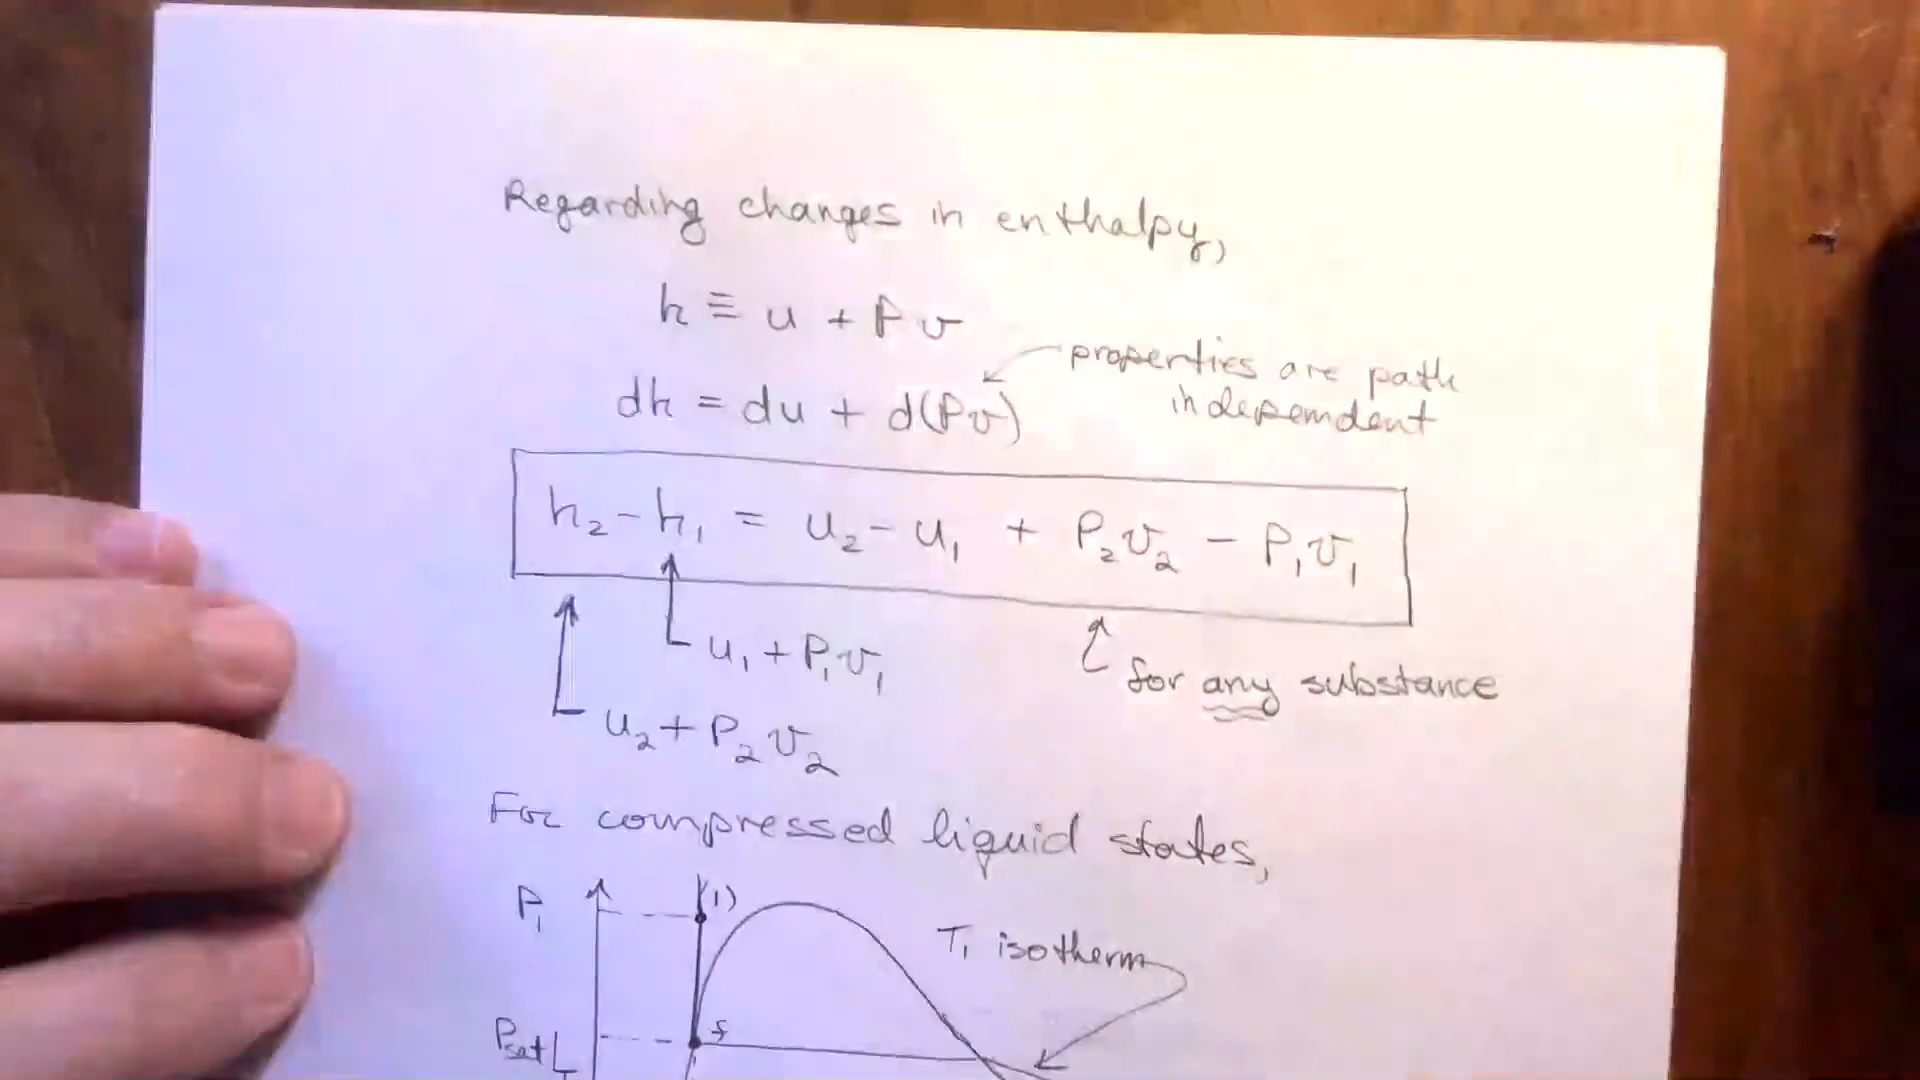 Regarding changes in enthalpy,
h ≡ u + Pv
dh = du + d(Pv)
properties are path
independent
h₂ - h₁ = u₂ - u₁ + P₂v₂ - P₁v₁
u₁ + P₁v₁
for any substance
u₂ + P₂v₂
For compressed liquid states,
P₁
(1)
T₁ isotherm
f
Psat